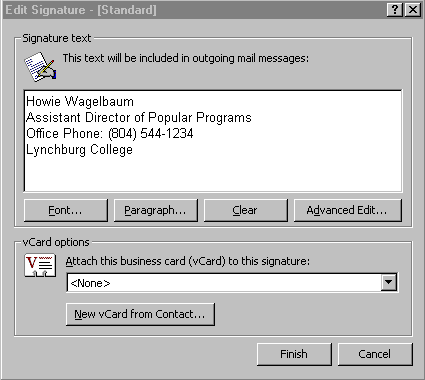 Edit Signature - [Standard]
Signature text
This text will be included in outgoing mail messages:
Howie Wagelbaum
Assistant Director of Popular Programs
Office Phone: (804) 544-1234
Lynchburg College
Font... Paragraph... Clear Advanced Edit...
vCard options
Attach this business card (vCard) to this signature:
<None>
New vCard from Contact...
Finish Cancel